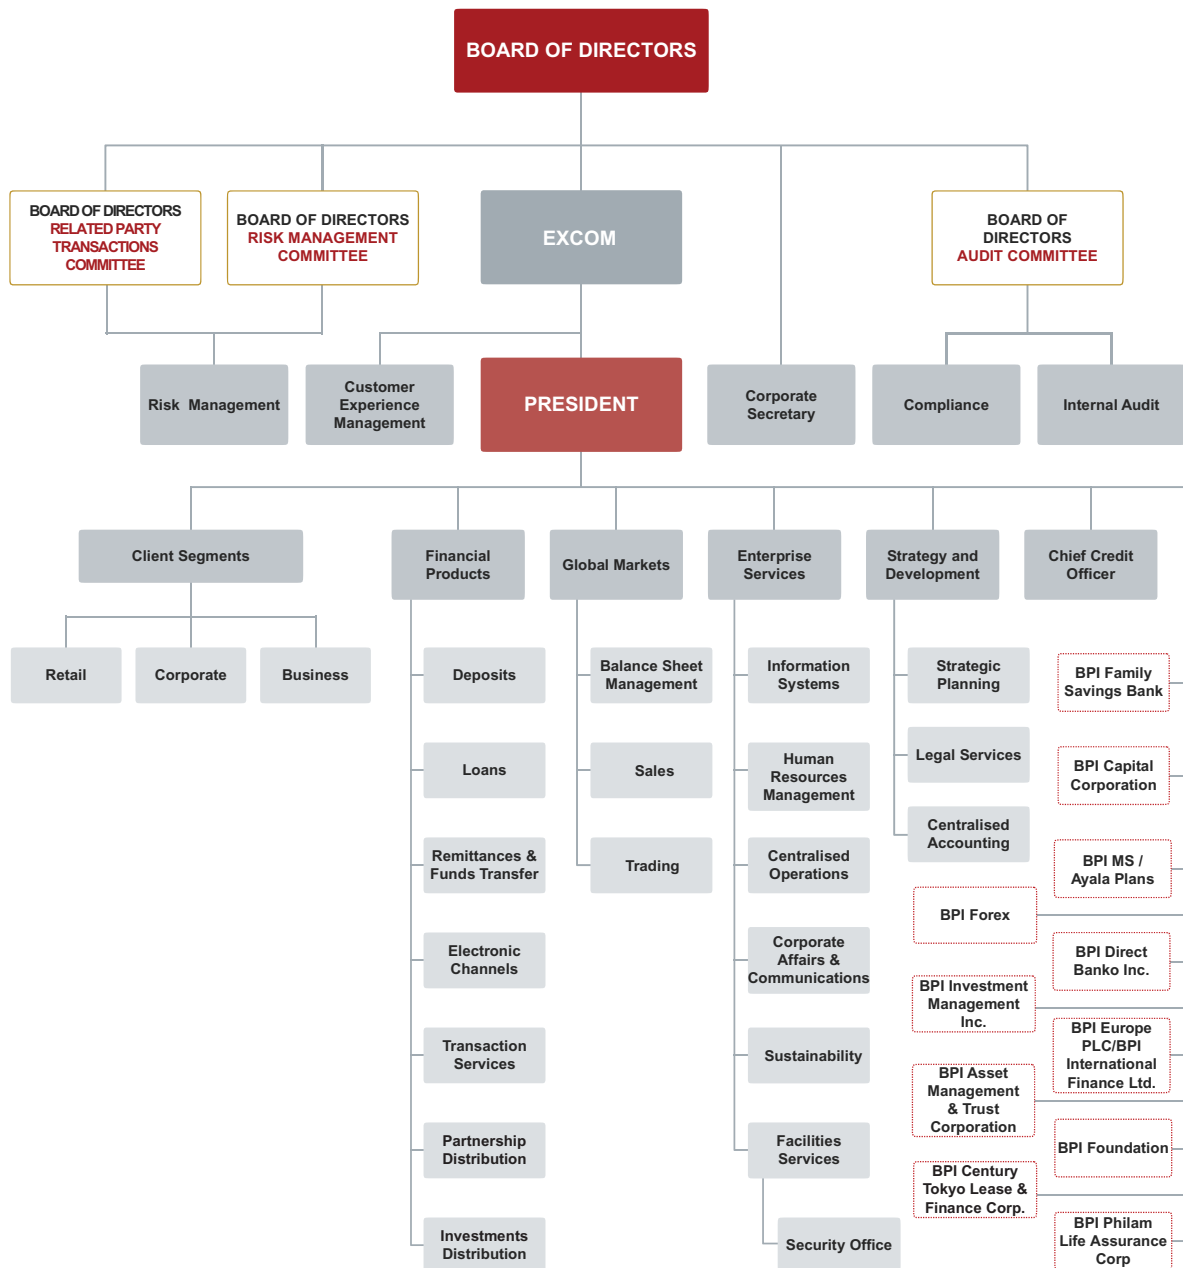 BOARD OF DIRECTORS
BOARD OF DIRECTORS
RELATED PARTY
TRANSACTIONS
COMMITTEE
BOARD OF DIRECTORS
RISK MANAGEMENT
COMMITTEE
EXCOM
BOARD OF
DIRECTORS
AUDIT COMMITTEE
Risk Management
Customer
Experience
Management
PRESIDENT
Corporate
Secretary
Compliance
Internal Audit
Client Segments
Financial
Products
Global Markets
Enterprise
Services
Strategy and
Development
Chief Credit
Officer
Retail
Corporate
Business
Deposits
Loans
Remittances &
Funds Transfer
Electronic
Channels
Transaction
Services
Partnership
Distribution
Investments
Distribution
Balance Sheet
Management
Sales
Trading
Information
Systems
Human
Resources
Management
Centralised
Operations
Corporate
Affairs &
Communications
Sustainability
Facilities
Services
Security Office
Strategic
Planning
Legal Services
Centralised
Accounting
BPI Forex
BPI Investment
Management
Inc.
BPI Asset
Management
& Trust
Corporation
BPI Century
Tokyo Lease &
Finance Corp.
BPI Family
Savings Bank
BPI Capital
Corporation
BPI MS /
Ayala Plans
BPI Direct
Banko Inc.
BPI Europe
PLC/BPI
International
Finance Ltd.
BPI Foundation
BPI Philam
Life Assurance
Corp